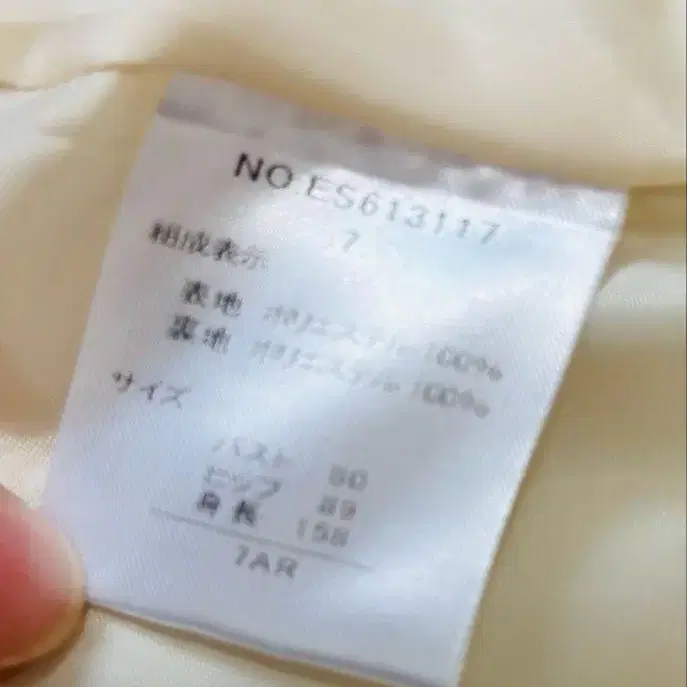 NO.ES613117
7
組成表示
表地 ポリエステル 100%
裏地 ポリエステル 100%
サイズ
バスト 80
ヒップ 89
身長 158
7AR